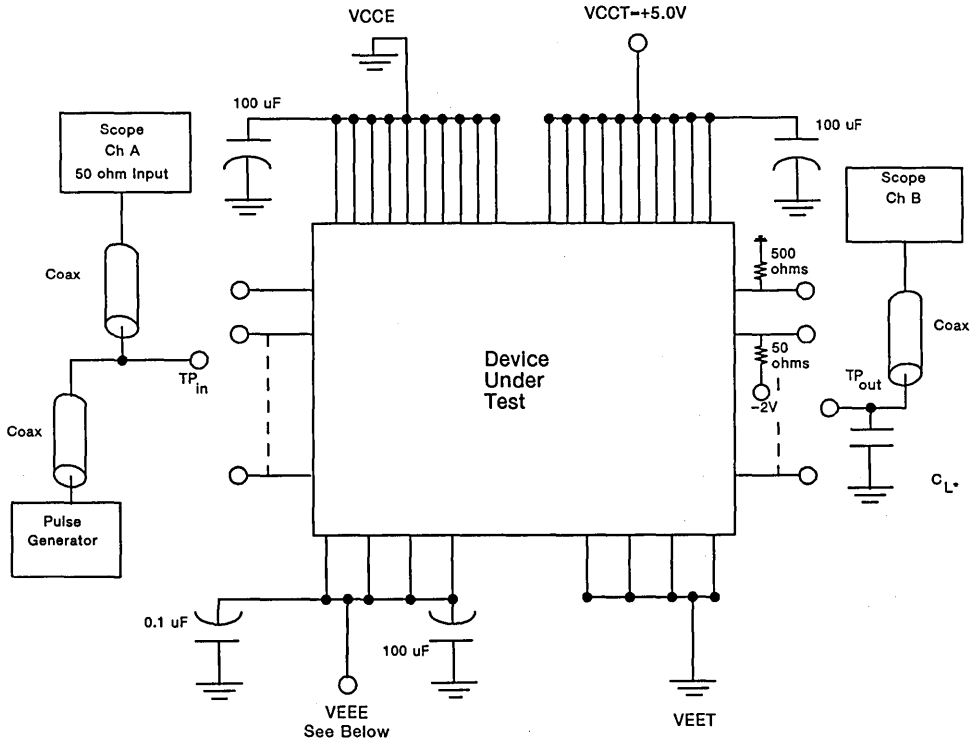 VCCE
VCCT=+5.0V
100 uF
100 uF
Scope
Ch A
50 ohm Input
Scope
Ch B
Coax
500
ohms
Coax
TPin
Device
Under
Test
50
ohms
TPout
-2V
Coax
CL*
Pulse
Generator
0.1 uF
100 uF
VEEE
See Below
VEET